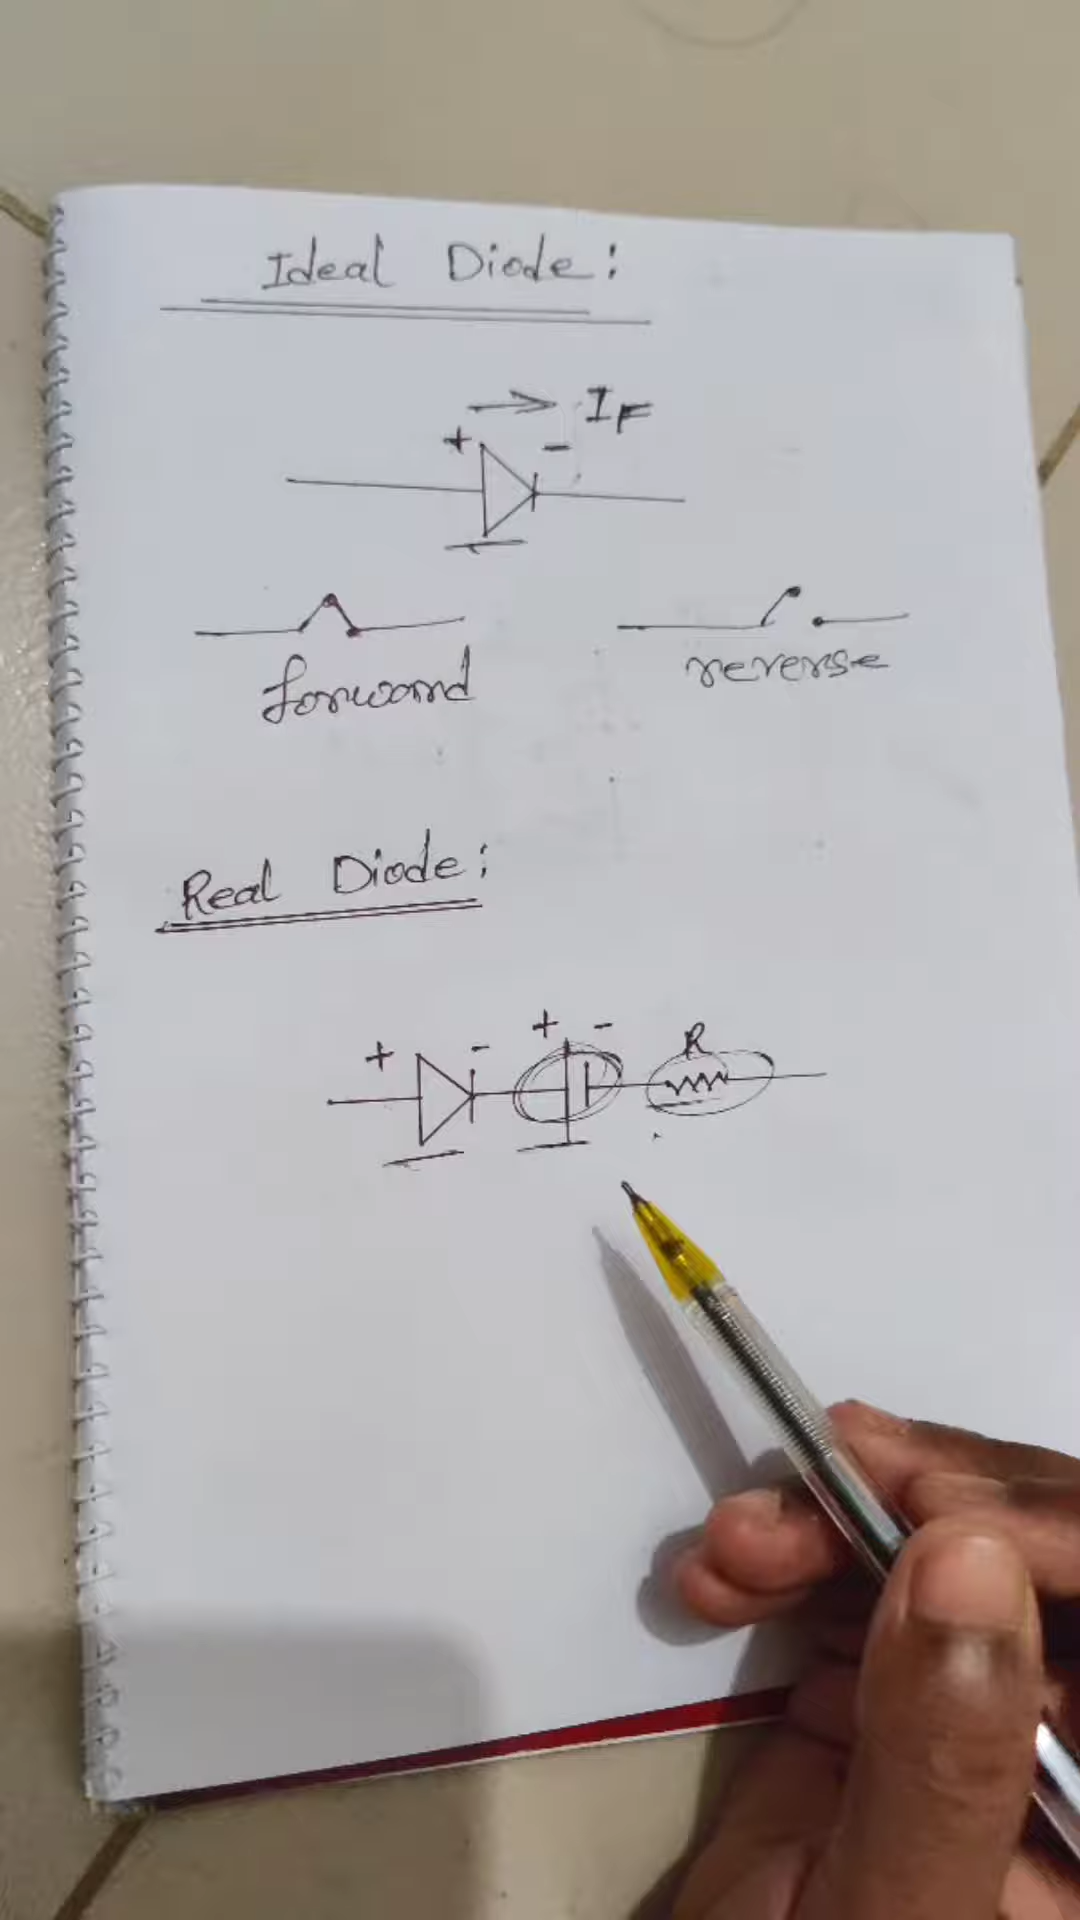 Ideal Diode:
IF
+ -
forward
reverse
Real Diode:
+ - + - R